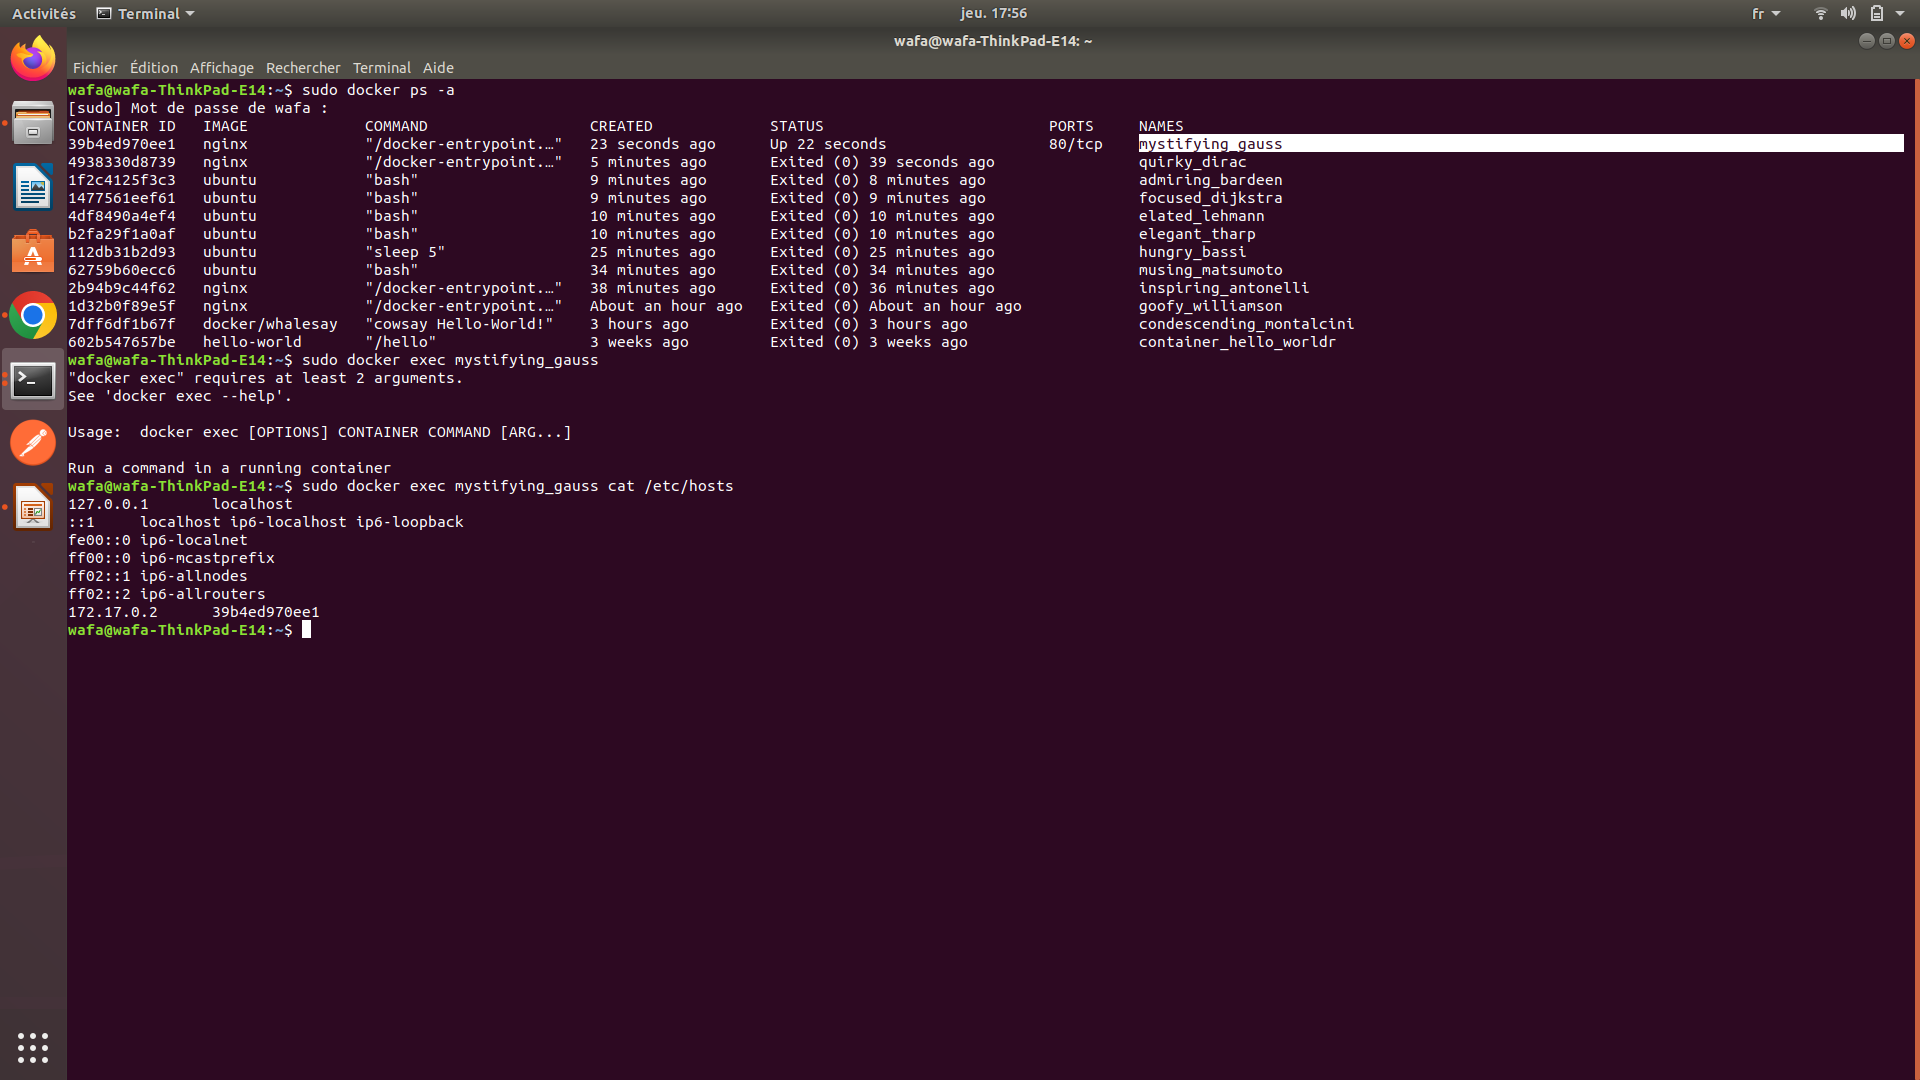 Activités Terminal jeu. 17:56 fr
wafa@wafa-ThinkPad-E14: ~
Fichier Édition Affichage Rechercher Terminal Aide
wafa@wafa-ThinkPad-E14:~$ sudo docker ps -a
[sudo] Mot de passe de wafa :
CONTAINER ID   IMAGE             COMMAND                  CREATED             STATUS                         PORTS     NAMES
39b4ed970ee1   nginx             "/docker-entrypoint.…"   23 seconds ago      Up 22 seconds                  80/tcp    mystifying_gauss
4938330d8739   nginx             "/docker-entrypoint.…"   5 minutes ago       Exited (0) 39 seconds ago                quirky_dirac
1f2c4125f3c3   ubuntu            "bash"                   9 minutes ago       Exited (0) 8 minutes ago                 admiring_bardeen
1477561eef61   ubuntu            "bash"                   9 minutes ago       Exited (0) 9 minutes ago                 focused_dijkstra
4df8490a4ef4   ubuntu            "bash"                   10 minutes ago      Exited (0) 10 minutes ago                elated_lehmann
b2fa29f1a0af   ubuntu            "bash"                   10 minutes ago      Exited (0) 10 minutes ago                elegant_tharp
112db31b2d93   ubuntu            "sleep 5"                25 minutes ago      Exited (0) 25 minutes ago                hungry_bassi
62759b60ecc6   ubuntu            "bash"                   34 minutes ago      Exited (0) 34 minutes ago                musing_matsumoto
2b94b9c44f62   nginx             "/docker-entrypoint.…"   38 minutes ago      Exited (0) 36 minutes ago                inspiring_antonelli
1d32b0f89e5f   nginx             "/docker-entrypoint.…"   About an hour ago   Exited (0) About an hour ago             goofy_williamson
7dff6df1b67f   docker/whalesay   "cowsay Hello-World!"    3 hours ago         Exited (0) 3 hours ago                   condescending_montalcini
602b547657be   hello-world       "/hello"                 3 weeks ago         Exited (0) 3 weeks ago                   container_hello_worldr
wafa@wafa-ThinkPad-E14:~$ sudo docker exec mystifying_gauss
"docker exec" requires at least 2 arguments.
See 'docker exec --help'.
Usage:  docker exec [OPTIONS] CONTAINER COMMAND [ARG...]
Run a command in a running container
wafa@wafa-ThinkPad-E14:~$ sudo docker exec mystifying_gauss cat /etc/hosts
127.0.0.1       localhost
::1     localhost ip6-localhost ip6-loopback
fe00::0 ip6-localnet
ff00::0 ip6-mcastprefix
ff02::1 ip6-allnodes
ff02::2 ip6-allrouters
172.17.0.2      39b4ed970ee1
wafa@wafa-ThinkPad-E14:~$